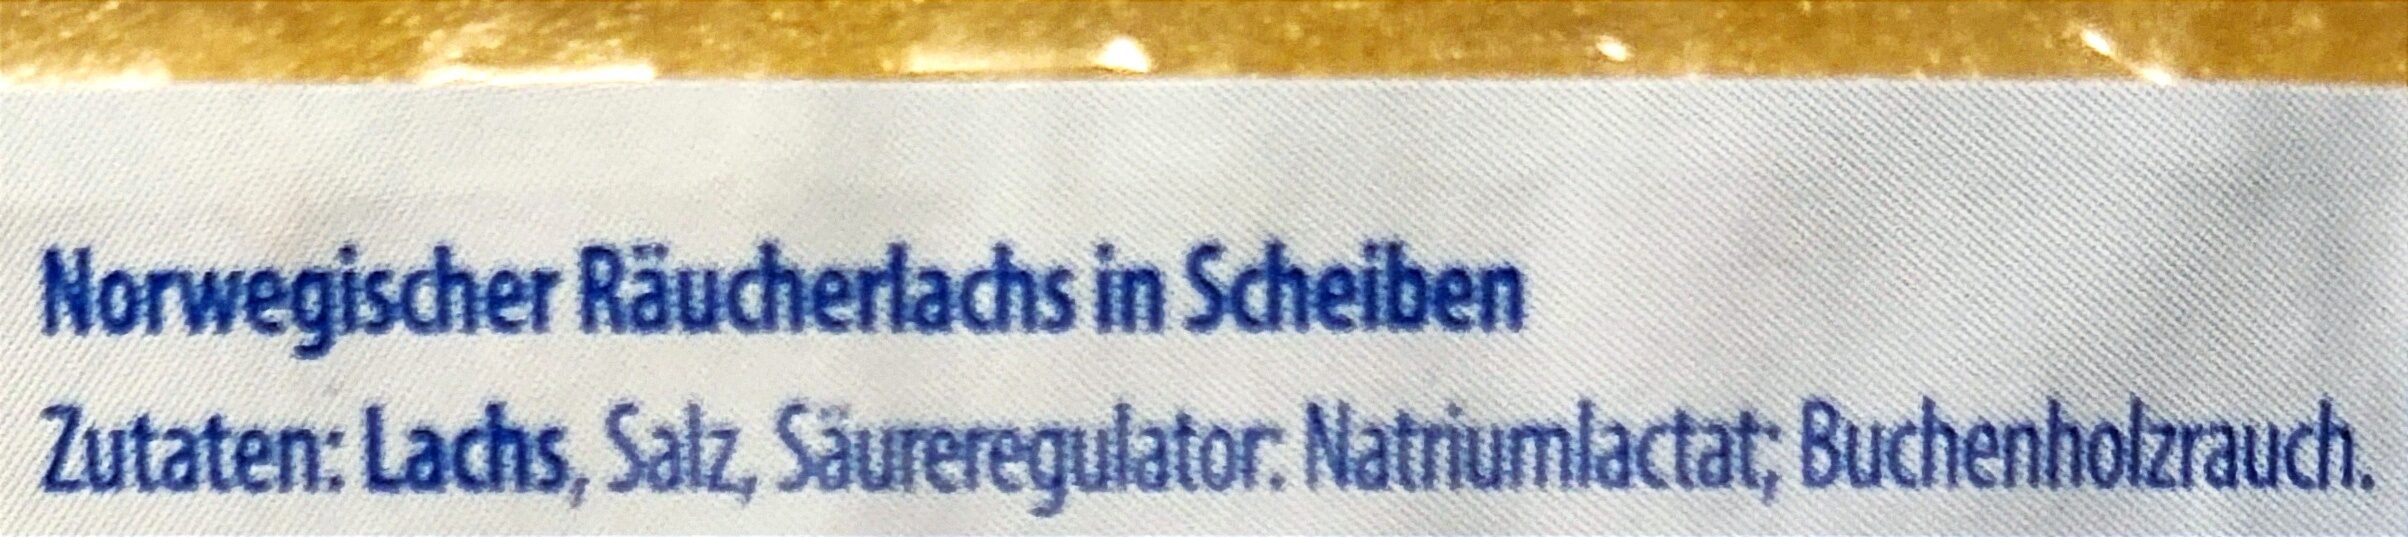 Norwegischer Räucherlachs in Scheiben
Zutaten: Lachs, Salz, Säureregulator: Natriumlactat; Buchenholzrauch.